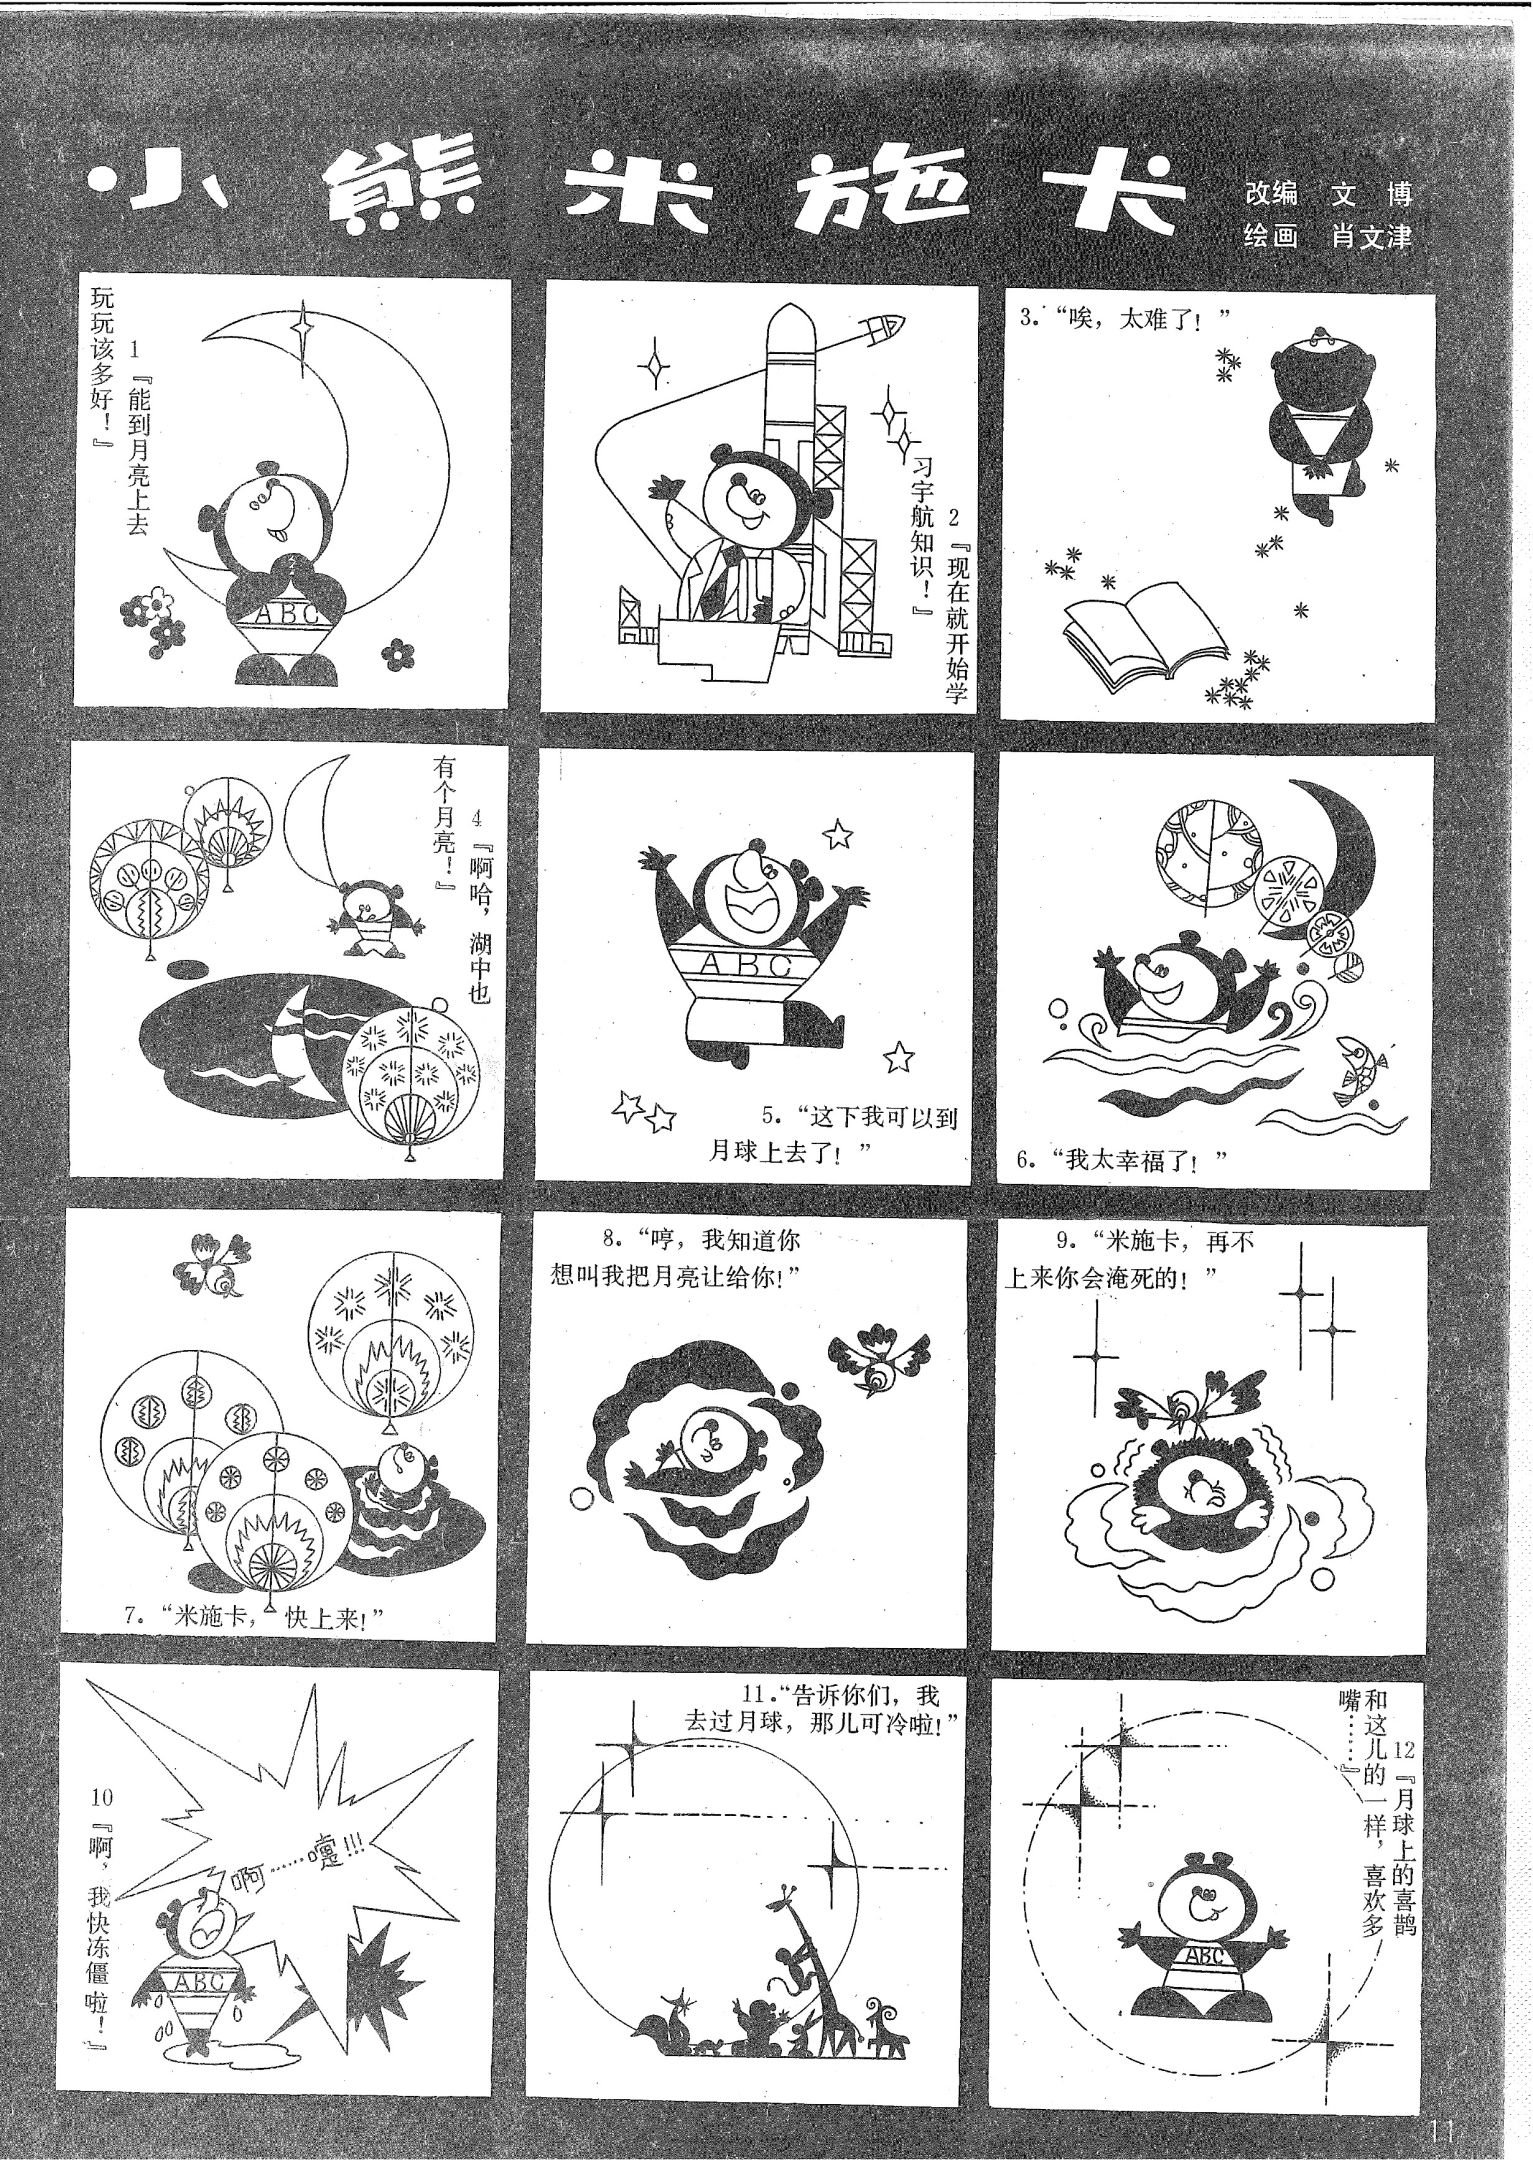 小熊米施卡
改编　文　博
绘画　肖文津
1『能到月亮上去
玩玩该多好！』
ABC
2『现在就开始学
习宇航知识！』
3.“唉，太难了！”
4『啊哈，湖中也
有个月亮！』
ABC
5.“这下我可以到
月球上去了！”
6.“我太幸福了！”
7.“米施卡，快上来！”
8.“哼，我知道你
想叫我把月亮让给你！”
9.“米施卡，再不
上来你会淹死的！”
10『啊，我快冻僵啦！』
啊……嚏!!!
ABC
11.“告诉你们，我
去过月球，那儿可冷啦！”
12『月球上的喜鹊
和这儿的一样，喜欢多
嘴……』
ABC
11